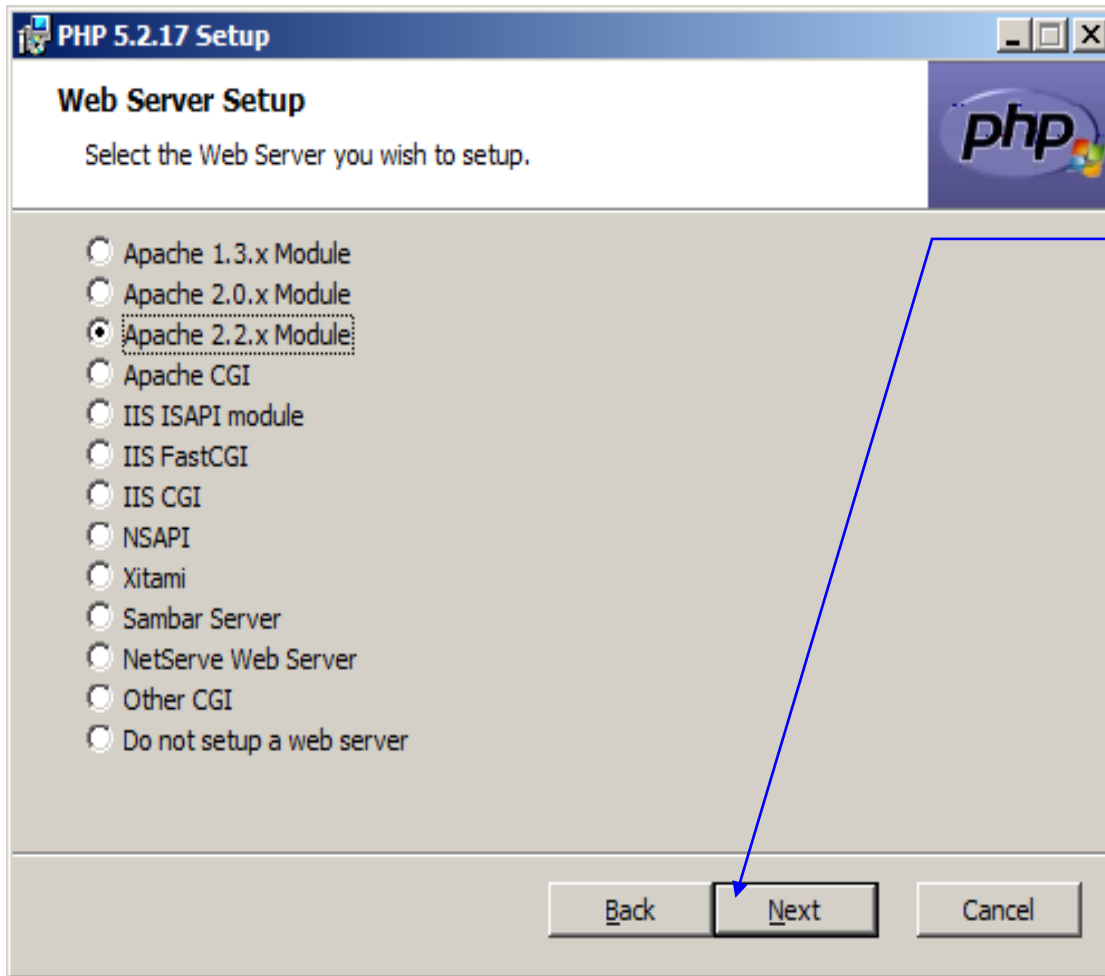 PHP 5.2.17 Setup
Web Server Setup
Select the Web Server you wish to setup.
php
Apache 1.3.x Module
Apache 2.0.x Module
Apache 2.2.x Module
Apache CGI
IIS ISAPI module
IIS FastCGI
IIS CGI
NSAPI
Xitami
Sambar Server
NetServe Web Server
Other CGI
Do not setup a web server
Back Next Cancel